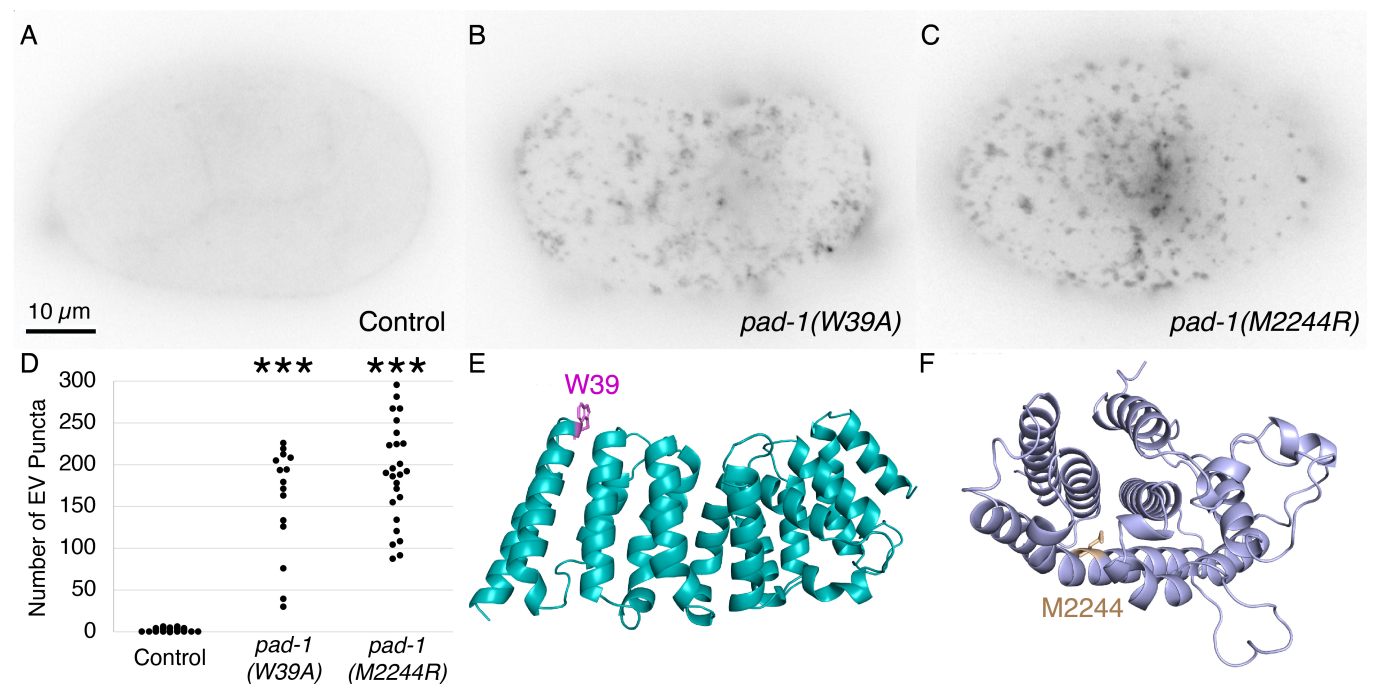 A
B
C
10 µm
Control
pad-1(W39A)
pad-1(M2244R)
D
*** ***
E
F
300
250
200
150
100
50
0
Number of EV Puncta
Control
pad-1
(W39A)
pad-1
(M2244R)
W39
M2244